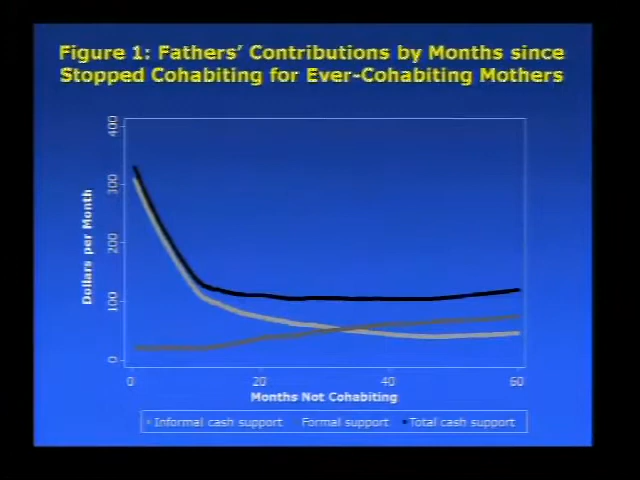 Figure 1: Fathers’ Contributions by Months since
Stopped Cohabiting for Ever-Cohabiting Mothers
400
300
200
100
0
Dollars per Month
0 20 40 60
Months Not Cohabiting
Informal cash support Formal support Total cash support